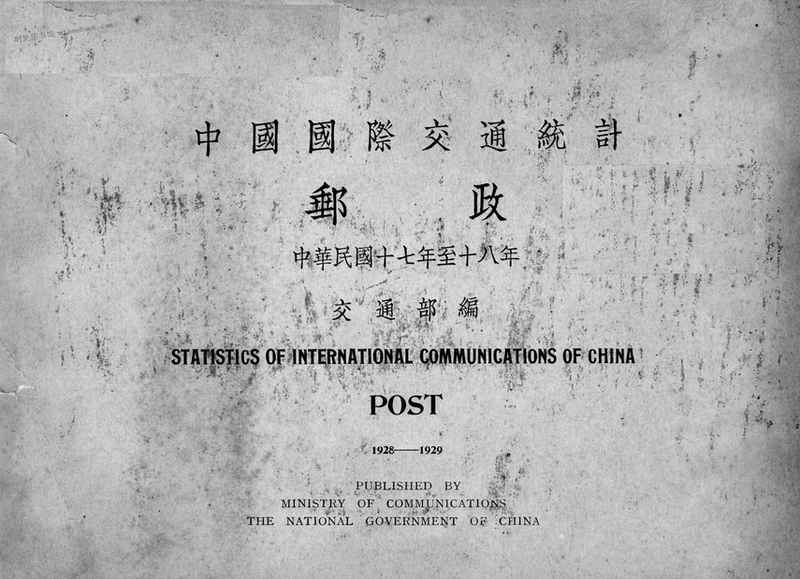 中國國際交通統計
郵政
中華民國十七年至十八年
交通部編
STATISTICS OF INTERNATIONAL COMMUNICATIONS OF CHINA
POST
1928——1929
PUBLISHED BY
MINISTRY OF COMMUNICATIONS
THE NATIONAL GOVERNMENT OF CHINA